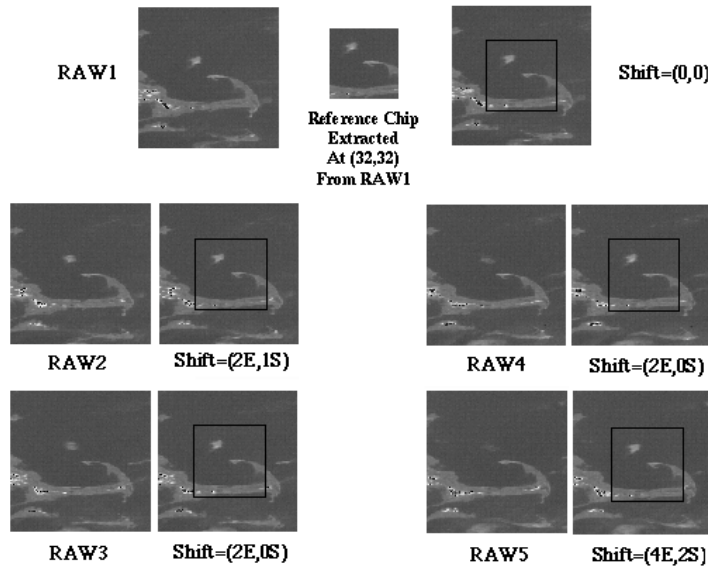 RAW1
Reference Chip
Extracted
At (32,32)
From RAW1
Shift=(0,0)
RAW2
Shift=(2E,1S)
RAW4
Shift=(2E,0S)
RAW3
Shift=(2E,0S)
RAW5
Shift=(4E,2S)